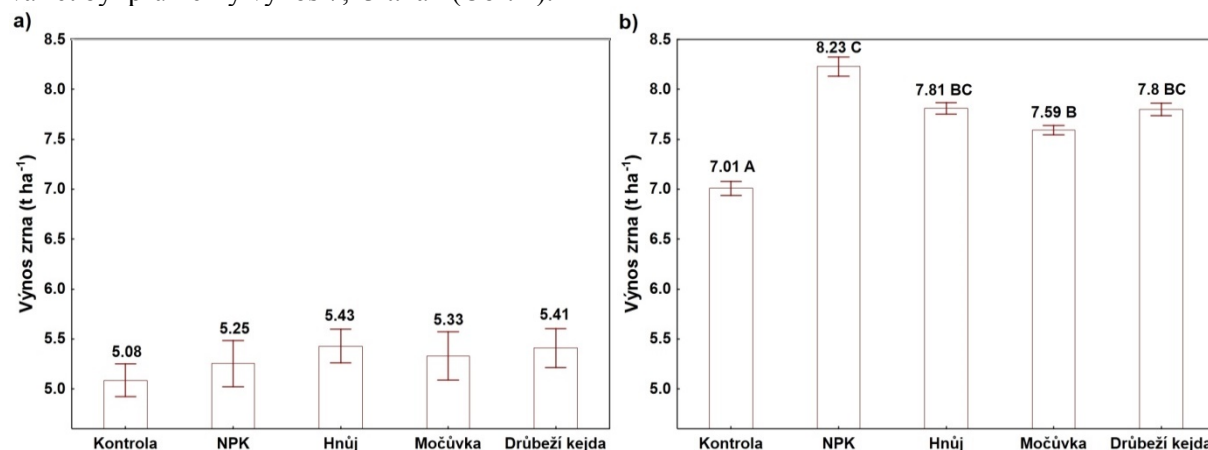 a)
8.5
8.0
7.5
7.0
6.5
6.0
5.5
5.0
Výnos zrna (t ha⁻¹)
5.08
5.25
5.43
5.33
5.41
Kontrola NPK Hnůj Močůvka Drůbeží kejda
b)
8.5
8.0
7.5
7.0
6.5
6.0
5.5
5.0
Výnos zrna (t ha⁻¹)
7.01 A
8.23 C
7.81 BC
7.59 B
7.8 BC
Kontrola NPK Hnůj Močůvka Drůbeží kejda